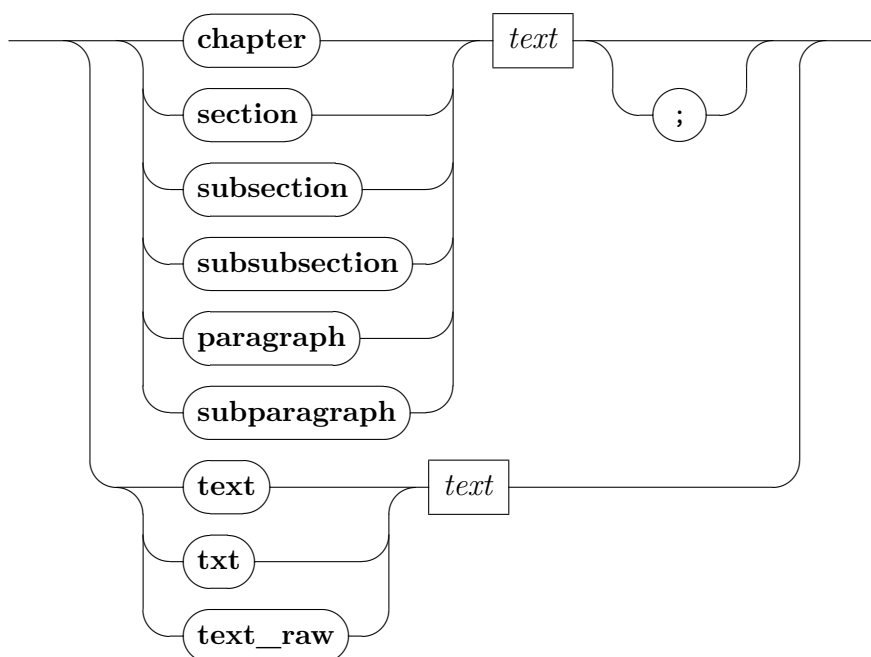 chapter text
section ;
subsection
subsubsection
paragraph
subparagraph
text text
txt
text_raw